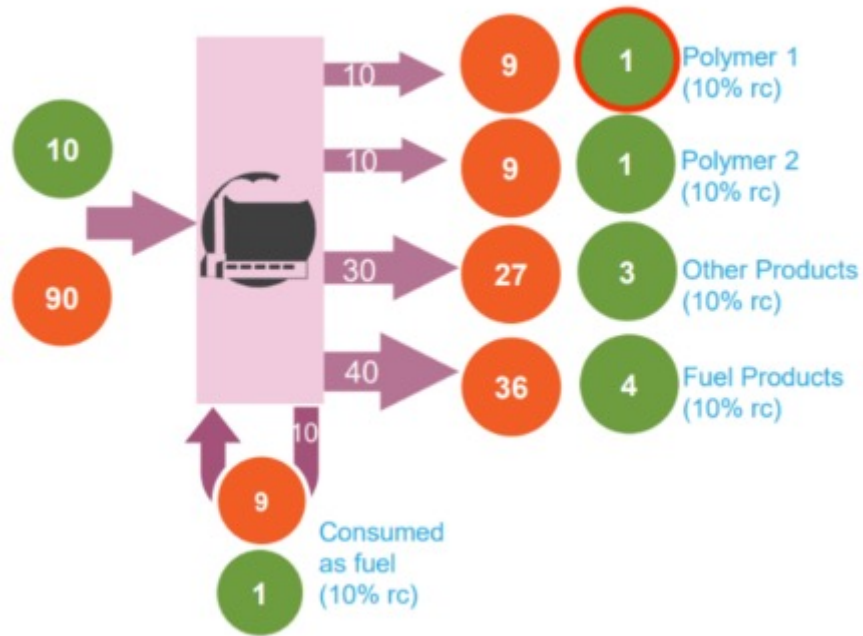 10
90
10
9
1
Polymer 1
(10% rc)
10
9
1
Polymer 2
(10% rc)
30
27
3
Other Products
(10% rc)
40
36
4
Fuel Products
(10% rc)
10
9
1
Consumed
as fuel
(10% rc)